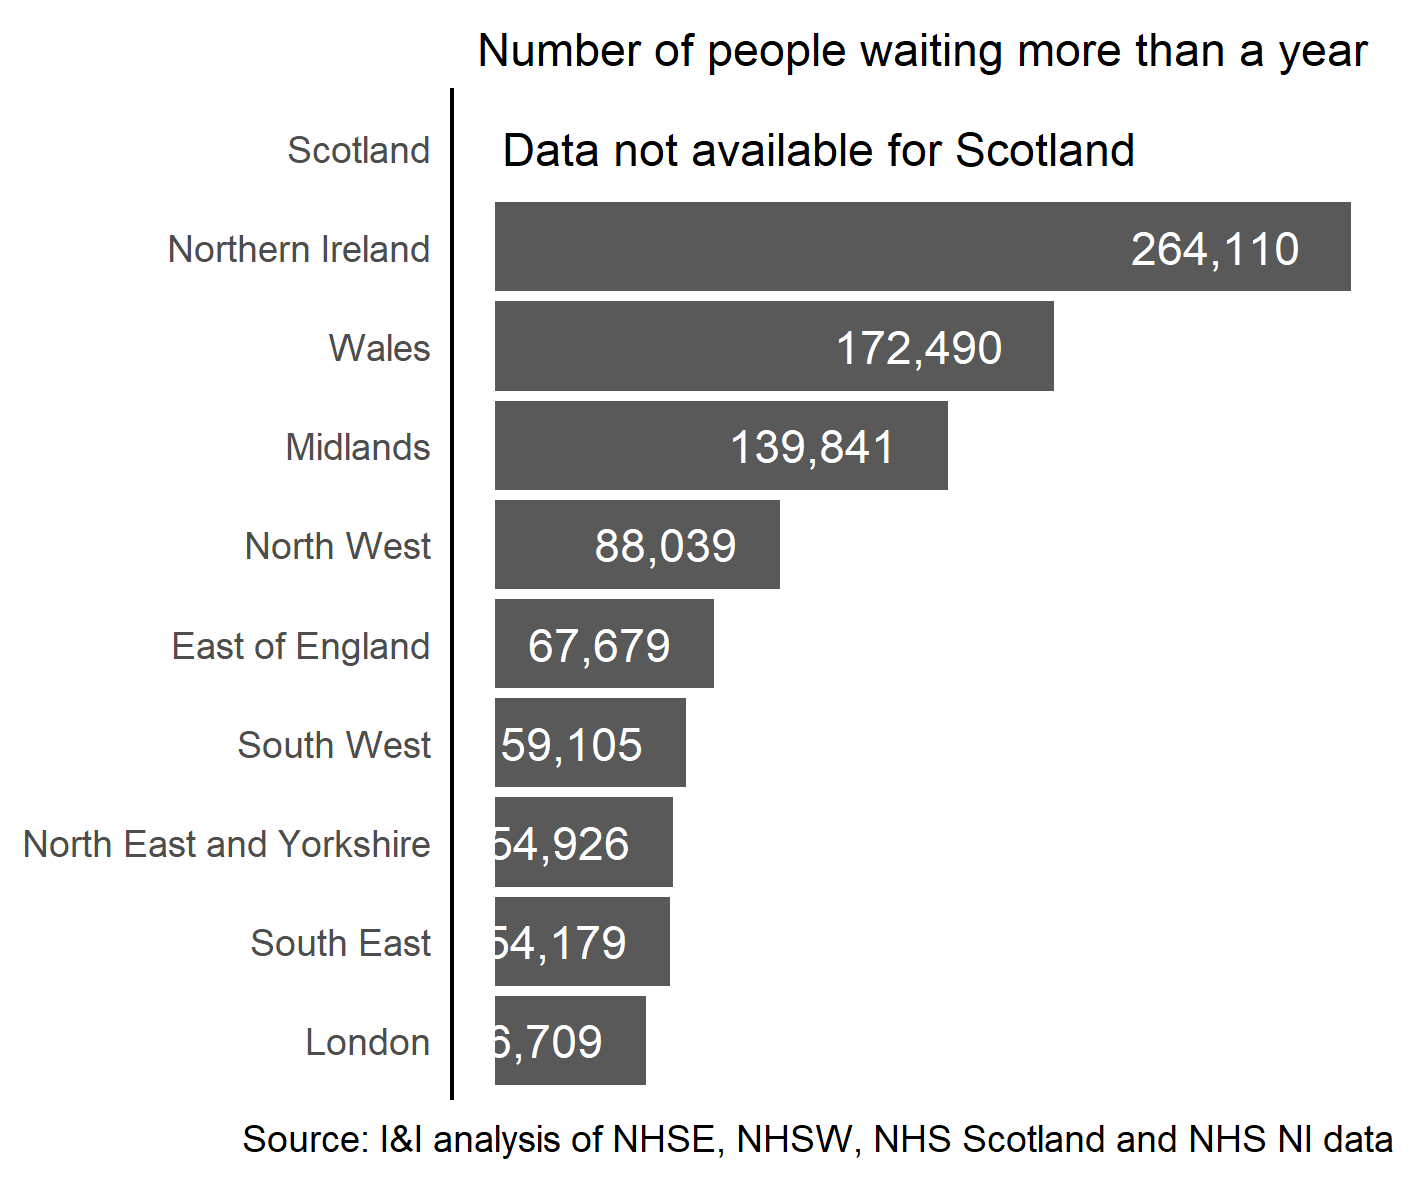 Number of people waiting more than a year
Scotland Data not available for Scotland
Northern Ireland 264,110
Wales 172,490
Midlands 139,841
North West 88,039
East of England 67,679
South West 59,105
North East and Yorkshire 54,926
South East 54,179
London 6,709
Source: I&I analysis of NHSE, NHSW, NHS Scotland and NHS NI data